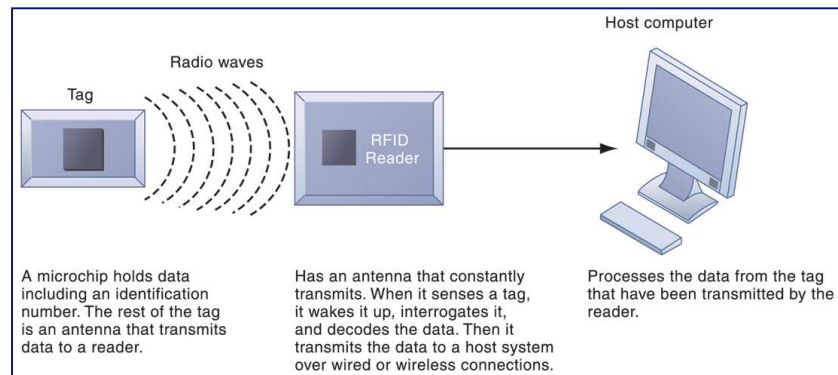 Host computer
Radio waves
Tag
RFID
Reader
A microchip holds data
including an identification
number. The rest of the tag
is an antenna that transmits
data to a reader.
Has an antenna that constantly
transmits. When it senses a tag,
it wakes it up, interrogates it,
and decodes the data. Then it
transmits the data to a host system
over wired or wireless connections.
Processes the data from the tag
that have been transmitted by the
reader.